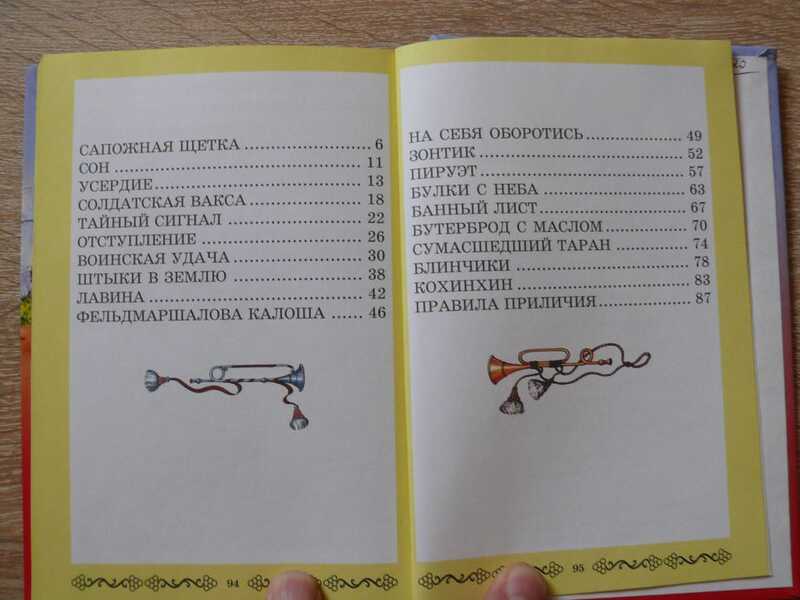 САПОЖНАЯ ЩЕТКА ........ 6
СОН ........ 11
УСЕРДИЕ ........ 13
СОЛДАТСКАЯ ВАКСА ........ 18
ТАЙНЫЙ СИГНАЛ ........ 22
ОТСТУПЛЕНИЕ ........ 26
ВОИНСКАЯ УДАЧА ........ 30
ШТЫКИ В ЗЕМЛЮ ........ 38
ЛАВИНА ........ 42
ФЕЛЬДМАРШАЛОВА КАЛОША ...... 46
94
НА СЕБЯ ОБОРОТИСЬ ........ 49
ЗОНТИК ........ 52
ПИРУЭТ ........ 57
БУЛКИ С НЕБА ........ 63
БАННЫЙ ЛИСТ ........ 67
БУТЕРБРОД С МАСЛОМ ........ 70
СУМАСШЕДШИЙ ТАРАН ........ 74
БЛИНЧИКИ ........ 78
КОХИНХИН ........ 83
ПРАВИЛА ПРИЛИЧИЯ ........ 87
95